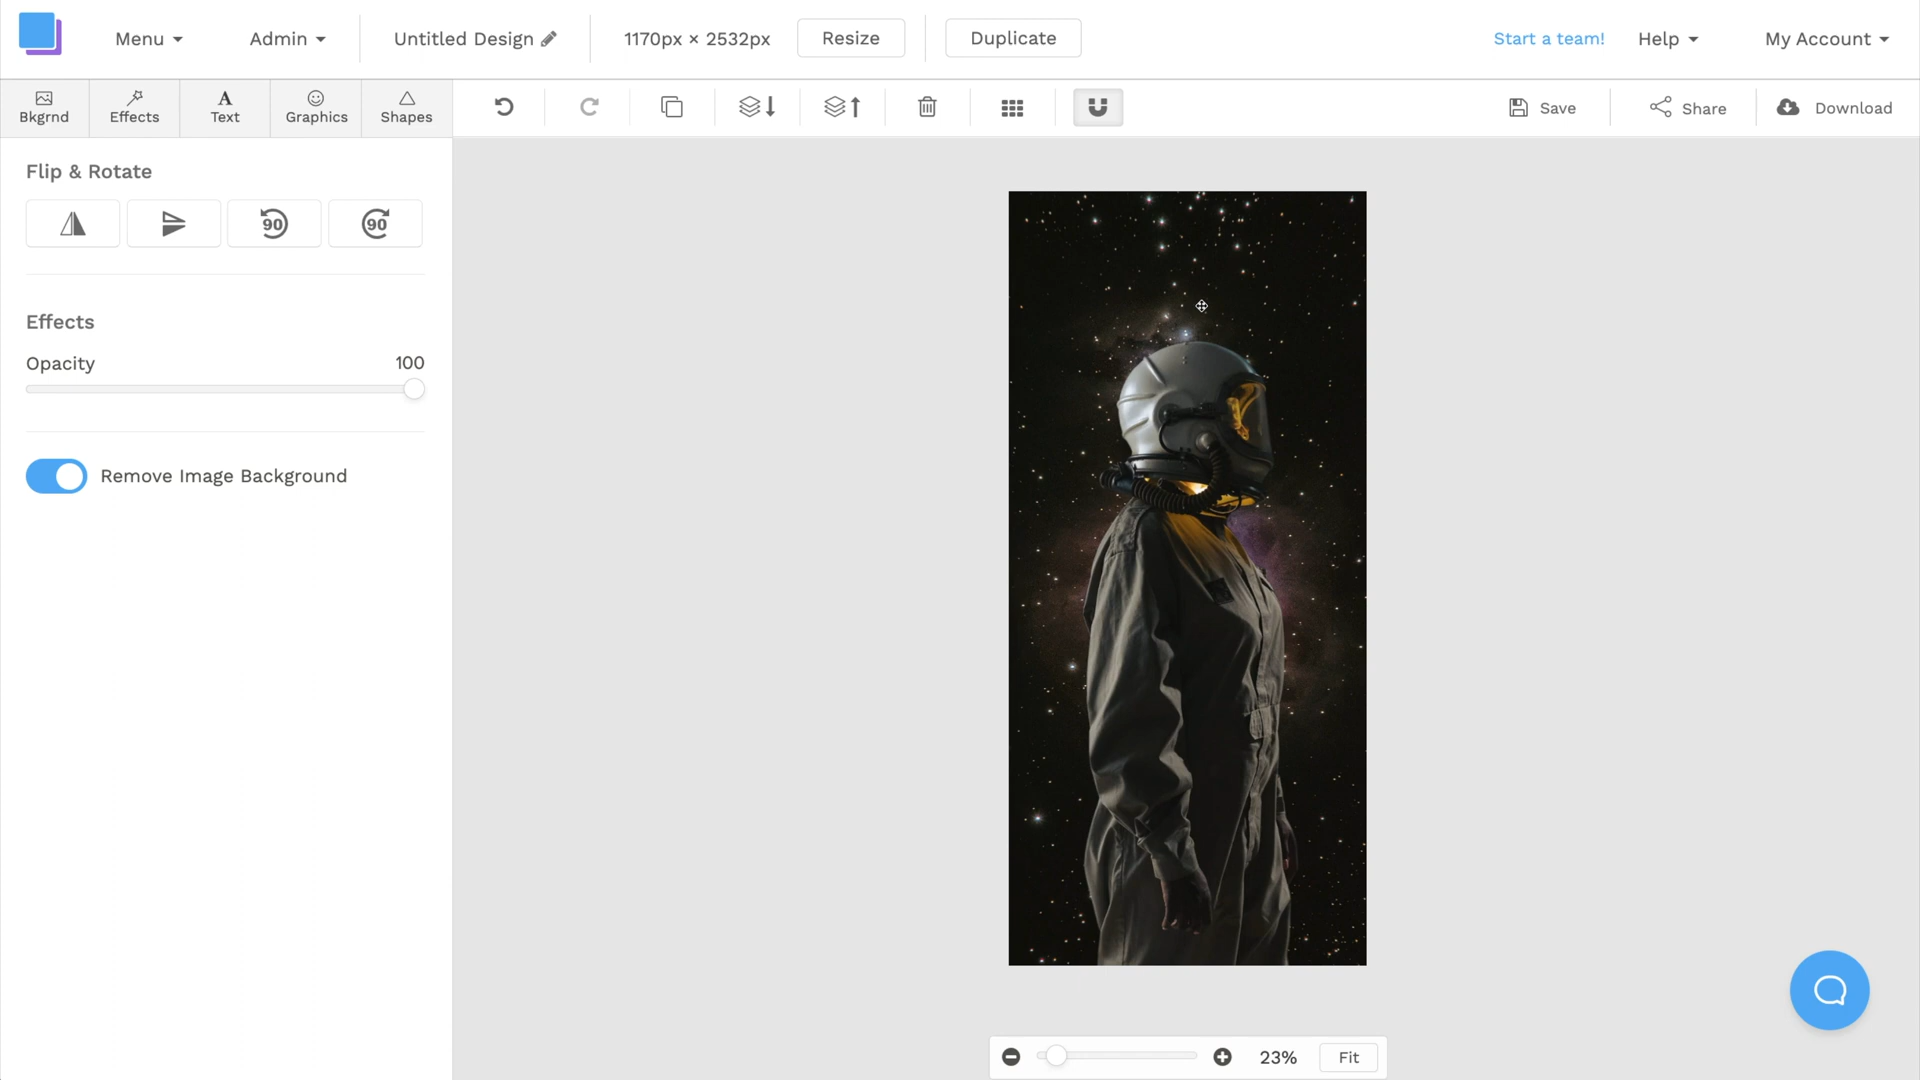 Menu
Admin
Untitled Design
1170px × 2532px
Resize
Duplicate
Start a team!
Help
My Account
Bkgrnd
Effects
A
Text
Graphics
Shapes
Save
Share
Download
Flip & Rotate
90
90
Effects
Opacity
100
Remove Image Background
23%
Fit